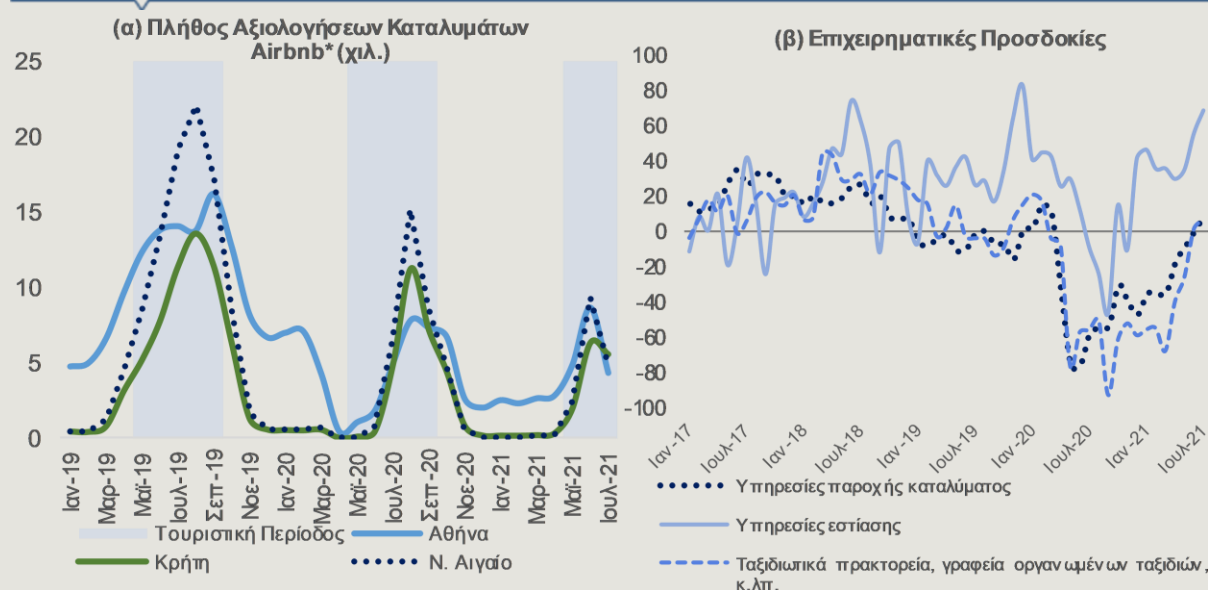 (α) Πλήθος Αξιολογήσεων Καταλυμάτων
Airbnb* (χιλ.)
25
20
15
10
5
0
Ιαν-19
Μαρ-19
Μαϊ-19
Ιουλ-19
Σεπ-19
Νοε-19
Ιαν-20
Μαρ-20
Μαϊ-20
Ιουλ-20
Σεπ-20
Νοε-20
Ιαν-21
Μαρ-21
Μαϊ-21
Ιουλ-21
Τουριστική Περίοδος
Αθήνα
Κρήτη
Ν. Αιγαίο
(β) Επιχειρηματικές Προσδοκίες
100
80
60
40
20
0
-20
-40
-60
-80
-100
Ιαν-17
Ιουλ-17
Ιαν-18
Ιουλ-18
Ιαν-19
Ιουλ-19
Ιαν-20
Ιουλ-20
Ιαν-21
Ιουλ-21
Υπηρεσίες παροχής καταλύματος
Υπηρεσίες εστίασης
Ταξιδιωτικά πρακτορεία, γραφεία οργανωμένων ταξιδιών,
κ.λπ.